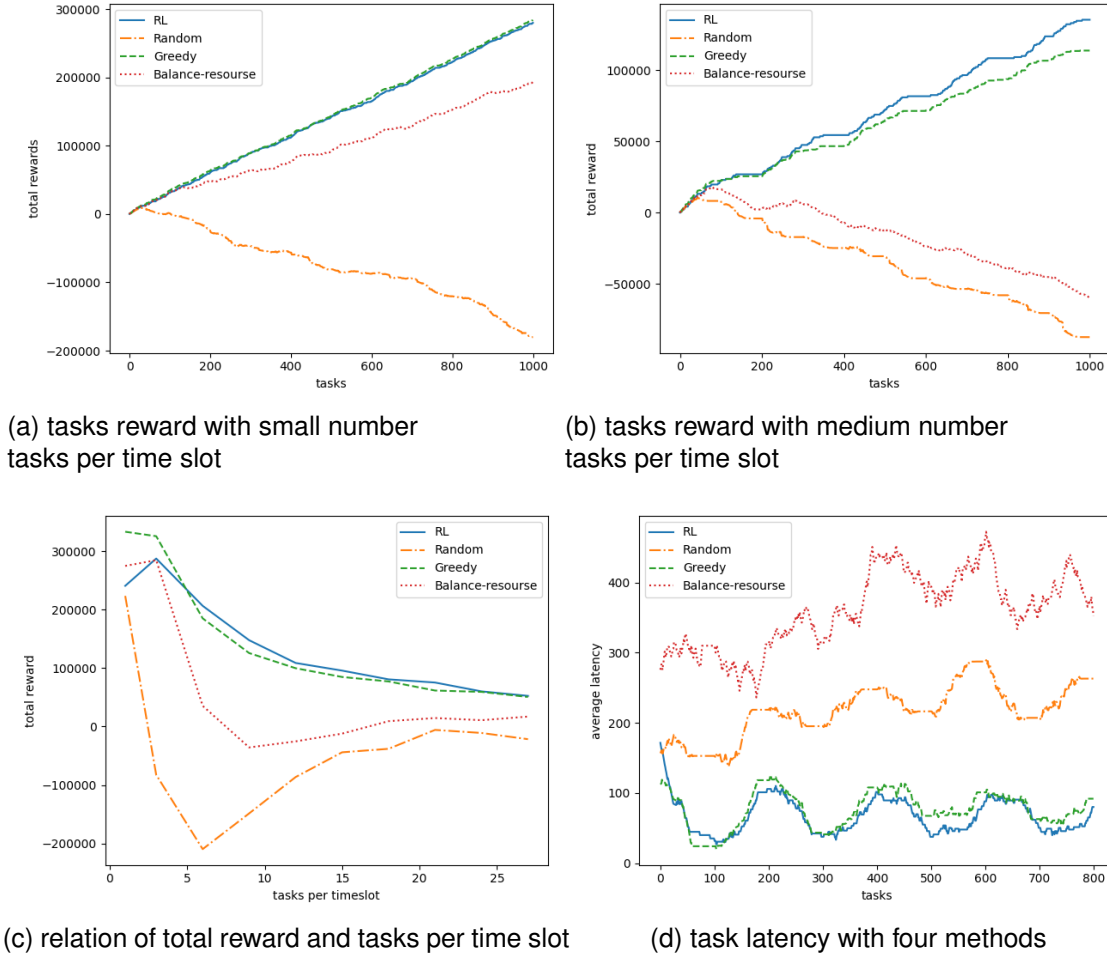 300000
200000
100000
0
−100000
−200000
total rewards
RL
Random
Greedy
Balance-resourse
0 200 400 600 800 1000
tasks
100000
50000
0
−50000
total reward
RL
Random
Greedy
Balance-resourse
0 200 400 600 800 1000
tasks
(a) tasks reward with small number
tasks per time slot
(b) tasks reward with medium number
tasks per time slot
300000
200000
100000
0
−100000
−200000
total reward
RL
Random
Greedy
Balance-resourse
0 5 10 15 20 25
tasks per timeslot
400
300
200
100
0
average latency
RL
Random
Greedy
Balance-resourse
0 100 200 300 400 500 600 700 800
tasks
(c) relation of total reward and tasks per time slot
(d) task latency with four methods